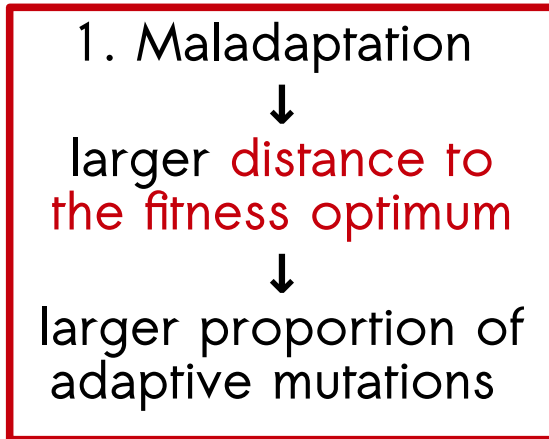 1. Maladaptation
↓
larger distance to
the fitness optimum
↓
larger proportion of
adaptive mutations